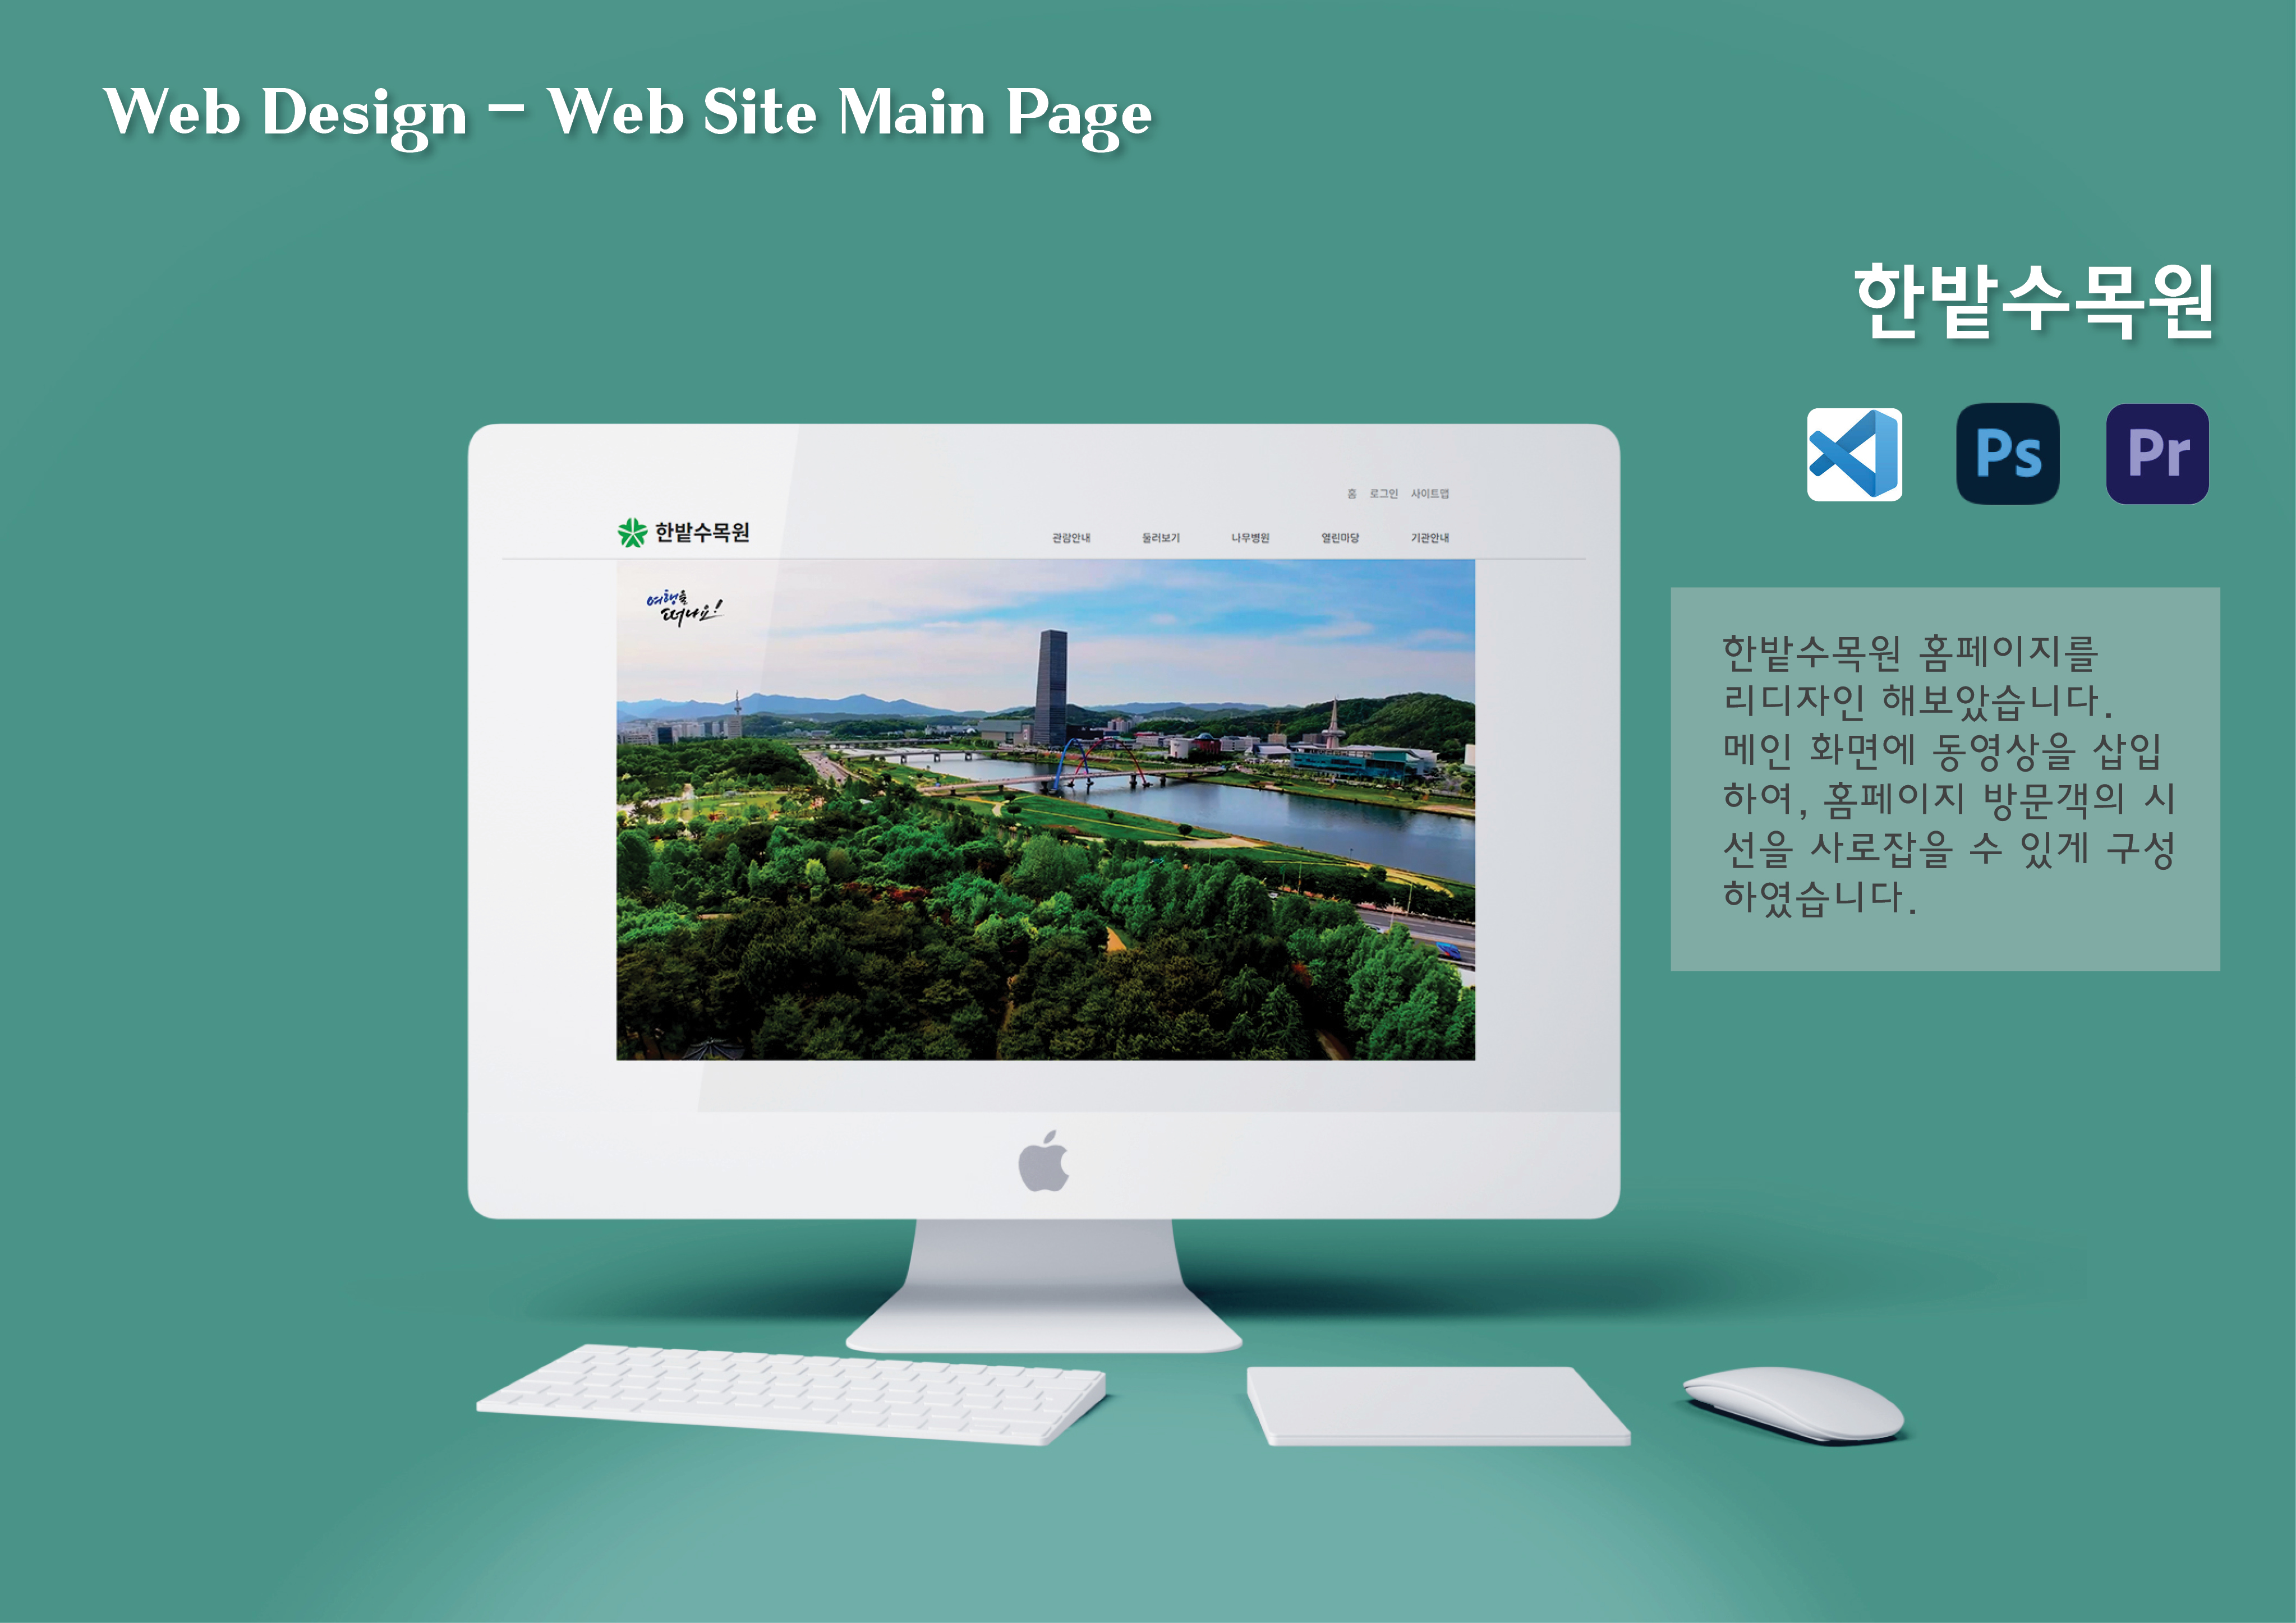 Web Design – Web Site Main Page
한밭수목원
Ps Pr
홈 로그인 사이트맵
한밭수목원
관람안내 둘러보기 나무병원 열린마당 기관안내
여행을
떠나요!
한밭수목원 홈페이지를
리디자인 해보았습니다.
메인 화면에 동영상을 삽입
하여, 홈페이지 방문객의 시
선을 사로잡을 수 있게 구성
하였습니다.